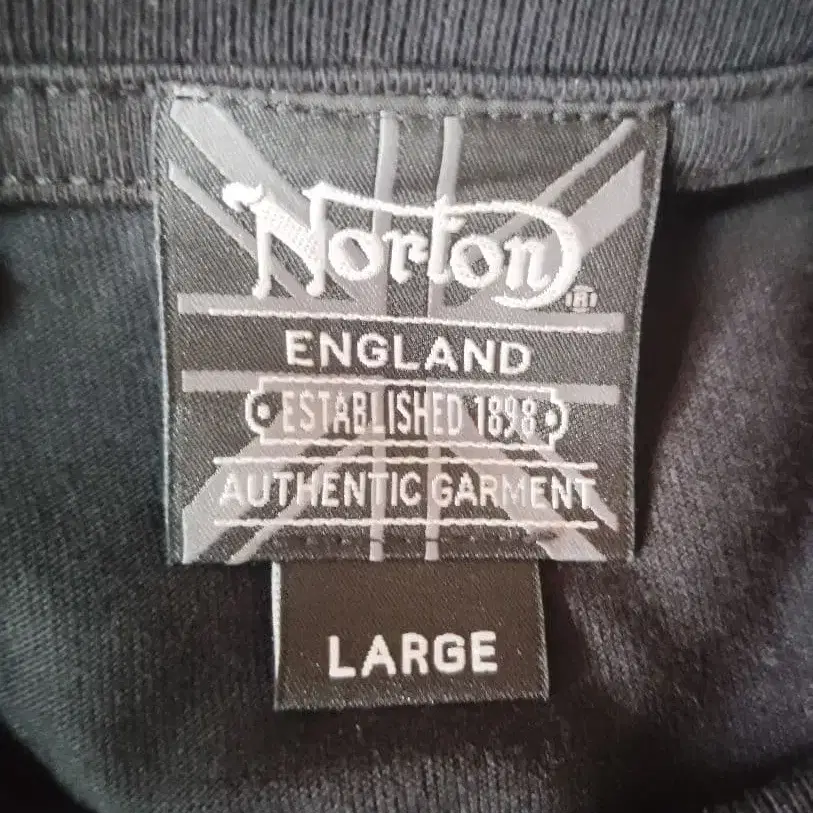 Norton®
ENGLAND
ESTABLISHED 1898
AUTHENTIC GARMENT
LARGE